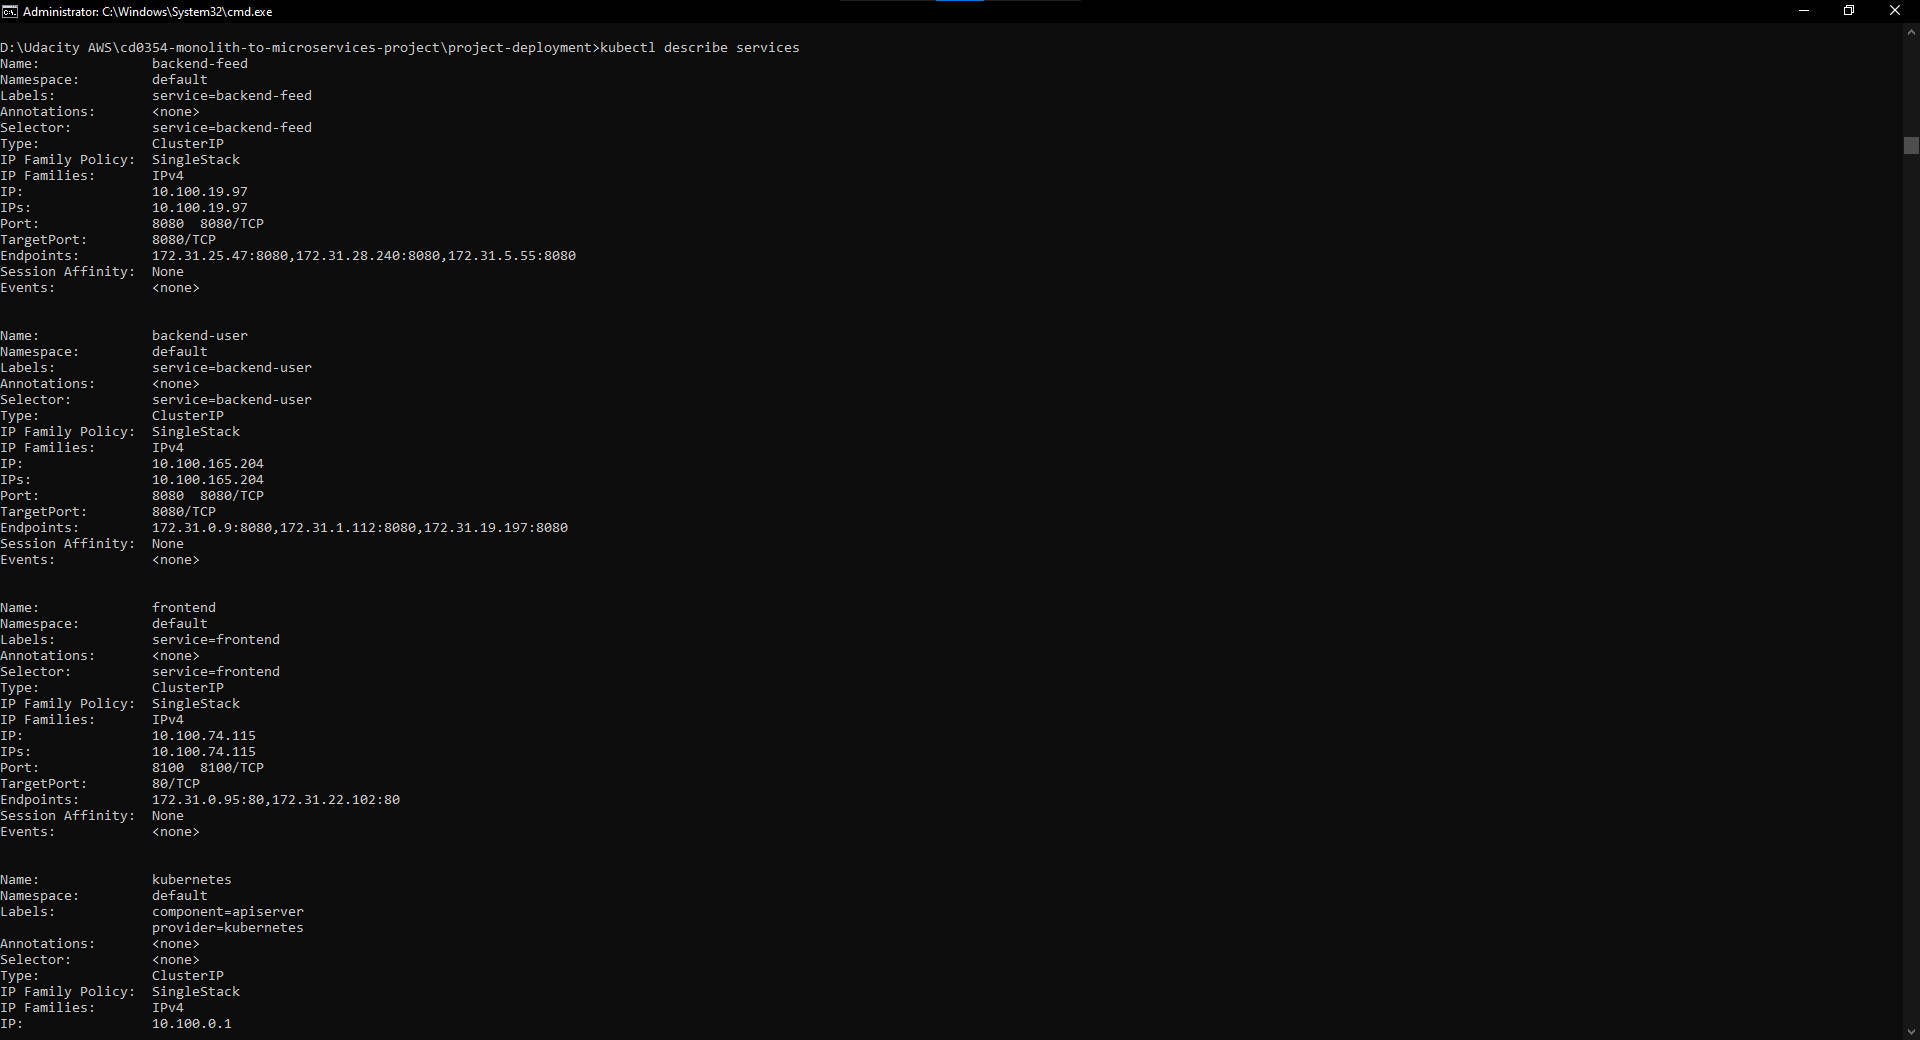 Administrator: C:\Windows\System32\cmd.exe
D:\Udacity AWS\cd0354-monolith-to-microservices-project\project-deployment>kubectl describe services
Name:              backend-feed
Namespace:         default
Labels:            service=backend-feed
Annotations:       <none>
Selector:          service=backend-feed
Type:              ClusterIP
IP Family Policy:  SingleStack
IP Families:       IPv4
IP:                10.100.19.97
IPs:               10.100.19.97
Port:              8080  8080/TCP
TargetPort:        8080/TCP
Endpoints:         172.31.25.47:8080,172.31.28.240:8080,172.31.5.55:8080
Session Affinity:  None
Events:            <none>
Name:              backend-user
Namespace:         default
Labels:            service=backend-user
Annotations:       <none>
Selector:          service=backend-user
Type:              ClusterIP
IP Family Policy:  SingleStack
IP Families:       IPv4
IP:                10.100.165.204
IPs:               10.100.165.204
Port:              8080  8080/TCP
TargetPort:        8080/TCP
Endpoints:         172.31.0.9:8080,172.31.1.112:8080,172.31.19.197:8080
Session Affinity:  None
Events:            <none>
Name:              frontend
Namespace:         default
Labels:            service=frontend
Annotations:       <none>
Selector:          service=frontend
Type:              ClusterIP
IP Family Policy:  SingleStack
IP Families:       IPv4
IP:                10.100.74.115
IPs:               10.100.74.115
Port:              8100  8100/TCP
TargetPort:        80/TCP
Endpoints:         172.31.0.95:80,172.31.22.102:80
Session Affinity:  None
Events:            <none>
Name:              kubernetes
Namespace:         default
Labels:            component=apiserver
                   provider=kubernetes
Annotations:       <none>
Selector:          <none>
Type:              ClusterIP
IP Family Policy:  SingleStack
IP Families:       IPv4
IP:                10.100.0.1